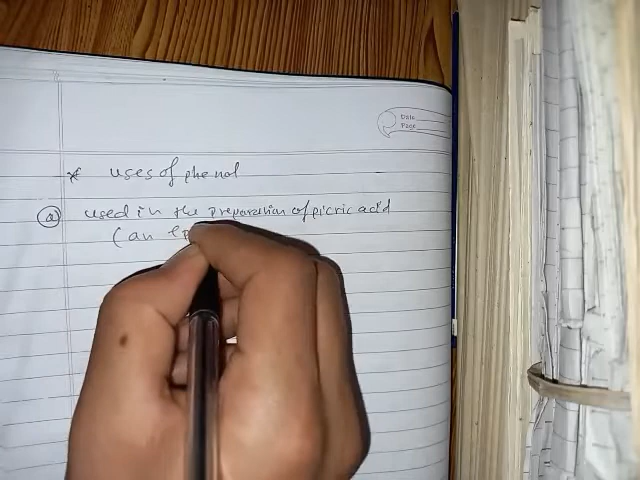 Date
Page
* uses of phenol
(a) used in the preparation of picric acid
(an